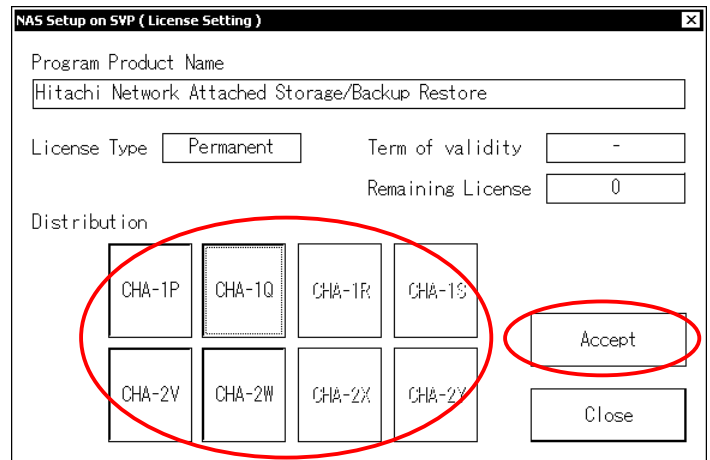 NAS Setup on SVP ( License Setting )
Program Product Name
Hitachi Network Attached Storage/Backup Restore
License Type Permanent Term of validity -
Remaining License 0
Distribution
CHA-1P CHA-1Q CHA-1R CHA-1S
Accept
CHA-2V CHA-2W CHA-2X CHA-2Y
Close